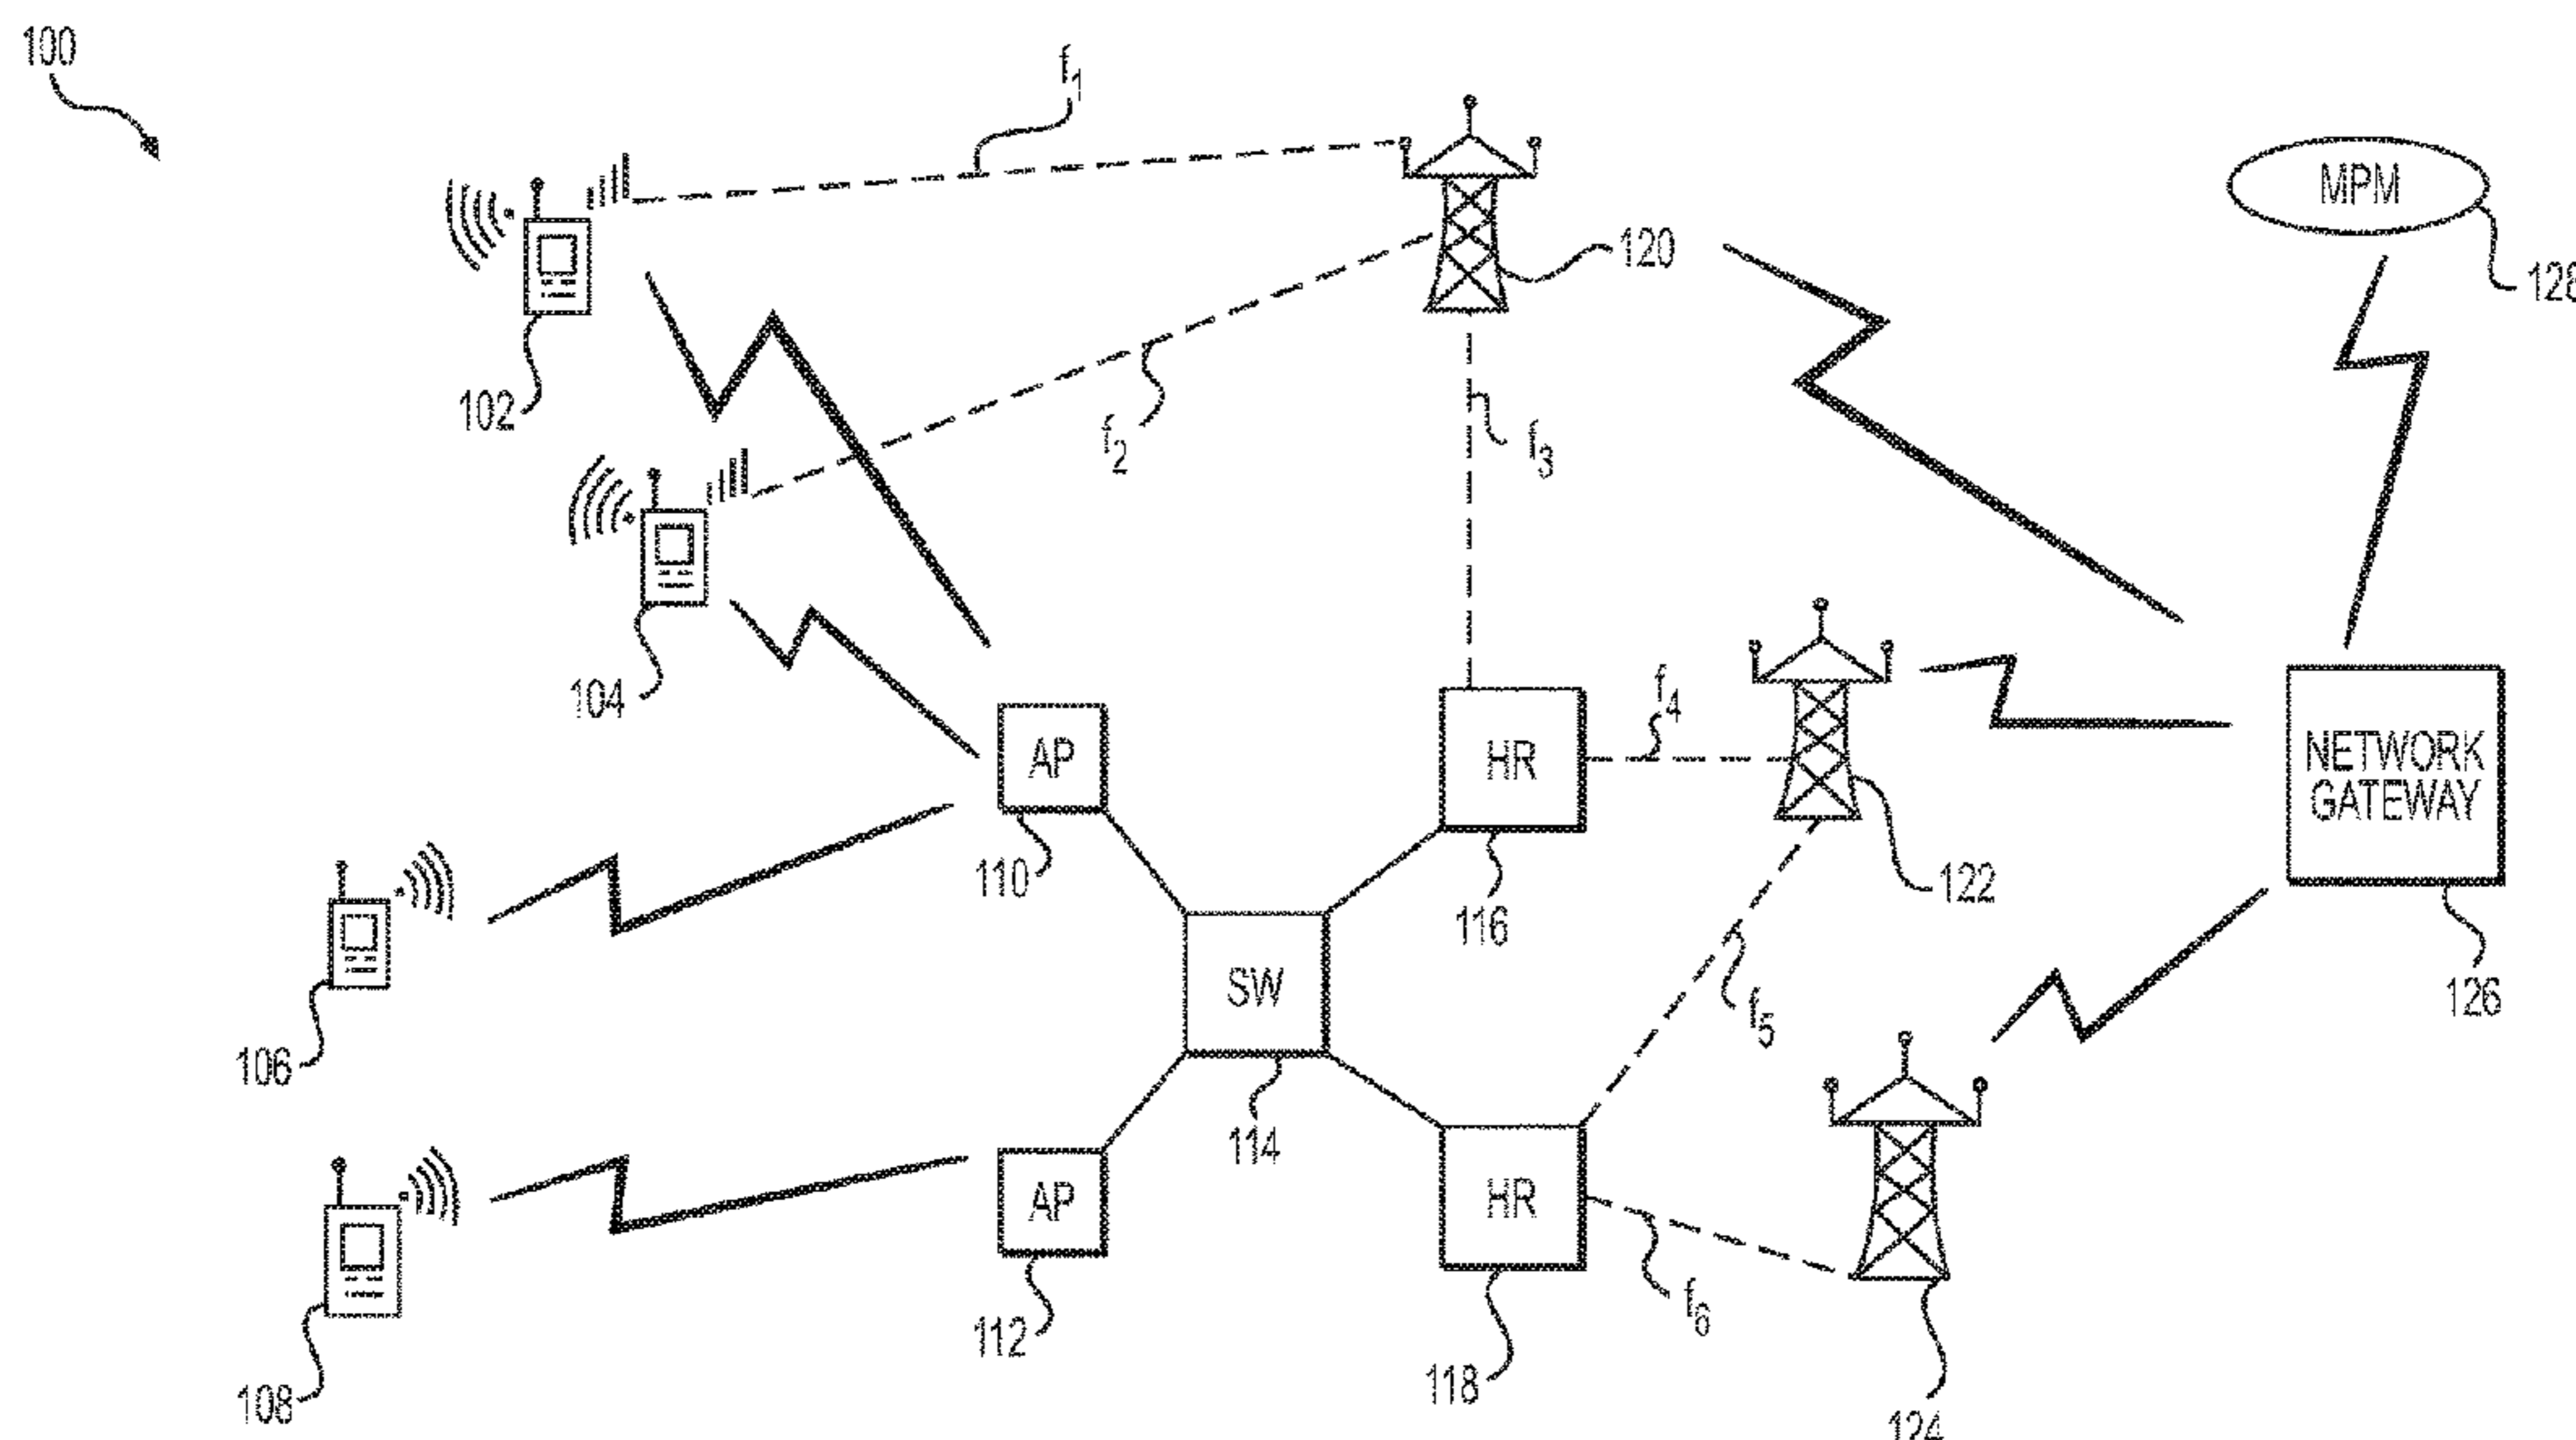 100
f1
MPM
120
128
102
f2
f3
104
f4
AP
HR
NETWORK
GATEWAY
110
122
116
SW
f5
126
106
114
AP
HR
f6
112
118
108
124